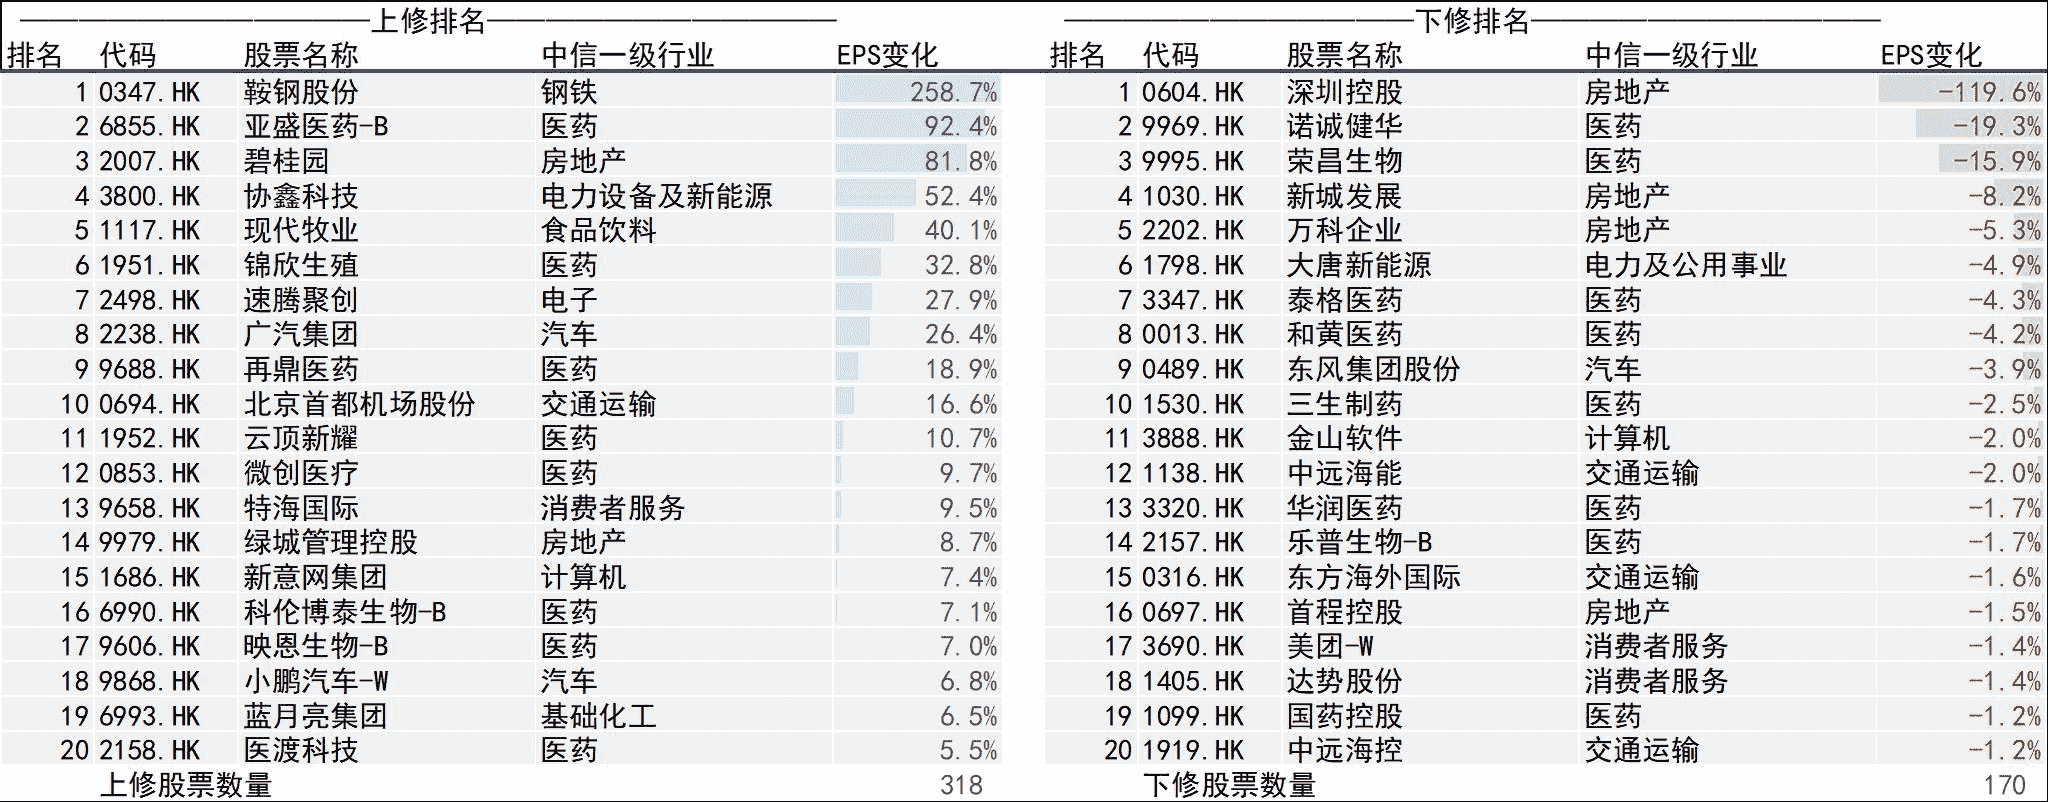 上修排名 下修排名
排名 代码 股票名称 中信一级行业 EPS变化 排名 代码 股票名称 中信一级行业 EPS变化
1 0347.HK 鞍钢股份 钢铁 258.7% 1 0604.HK 深圳控股 房地产 -119.6%
2 6855.HK 亚盛医药-B 医药 92.4% 2 9969.HK 诺诚健华 医药 -19.3%
3 2007.HK 碧桂园 房地产 81.8% 3 9995.HK 荣昌生物 医药 -15.9%
4 3800.HK 协鑫科技 电力设备及新能源 52.4% 4 1030.HK 新城发展 房地产 -8.2%
5 1117.HK 现代牧业 食品饮料 40.1% 5 2202.HK 万科企业 房地产 -5.3%
6 1951.HK 锦欣生殖 医药 32.8% 6 1798.HK 大唐新能源 电力及公用事业 -4.9%
7 2498.HK 速腾聚创 电子 27.9% 7 3347.HK 泰格医药 医药 -4.3%
8 2238.HK 广汽集团 汽车 26.4% 8 0013.HK 和黄医药 医药 -4.2%
9 9688.HK 再鼎医药 医药 18.9% 9 0489.HK 东风集团股份 汽车 -3.9%
10 0694.HK 北京首都机场股份 交通运输 16.6% 10 1530.HK 三生制药 医药 -2.5%
11 1952.HK 云顶新耀 医药 10.7% 11 3888.HK 金山软件 计算机 -2.0%
12 0853.HK 微创医疗 医药 9.7% 12 1138.HK 中远海能 交通运输 -2.0%
13 9658.HK 特海国际 消费者服务 9.5% 13 3320.HK 华润医药 医药 -1.7%
14 9979.HK 绿城管理控股 房地产 8.7% 14 2157.HK 乐普生物-B 医药 -1.7%
15 1686.HK 新意网集团 计算机 7.4% 15 0316.HK 东方海外国际 交通运输 -1.6%
16 6990.HK 科伦博泰生物-B 医药 7.1% 16 0697.HK 首程控股 房地产 -1.5%
17 9606.HK 映恩生物-B 医药 7.0% 17 3690.HK 美团-W 消费者服务 -1.4%
18 9868.HK 小鹏汽车-W 汽车 6.8% 18 1405.HK 达势股份 消费者服务 -1.4%
19 6993.HK 蓝月亮集团 基础化工 6.5% 19 1099.HK 国药控股 医药 -1.2%
20 2158.HK 医渡科技 医药 5.5% 20 1919.HK 中远海控 交通运输 -1.2%
上修股票数量 318 下修股票数量 170